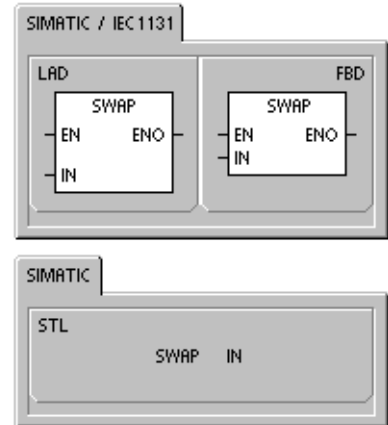 SIMATIC / IEC 1131
LAD
FBD
SWAP
EN ENO
IN
SWAP
EN ENO
IN
SIMATIC
STL
SWAP IN